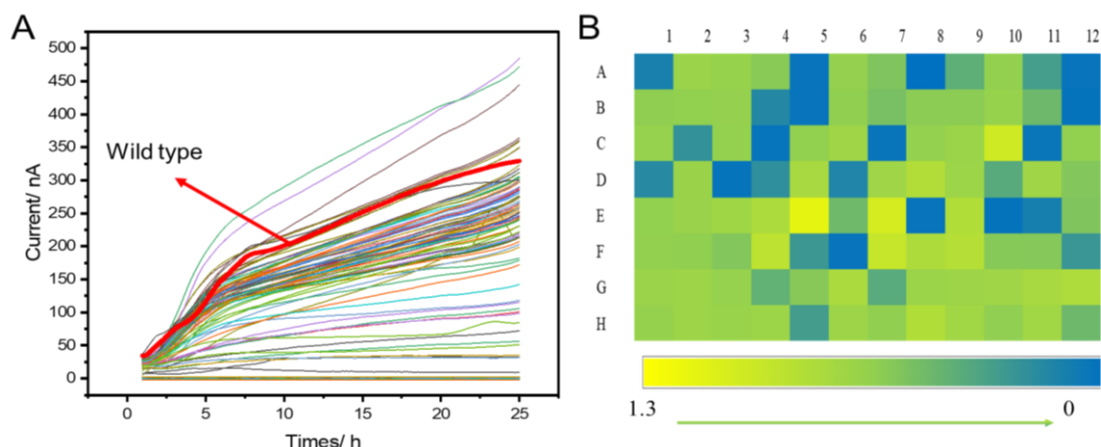 A
500
450
400
350
300
250
200
150
100
50
0
Current/ nA
Wild type
0 5 10 15 20 25
Times/ h
B
1 2 3 4 5 6 7 8 9 10 11 12
A
B
C
D
E
F
G
H
1.3 0